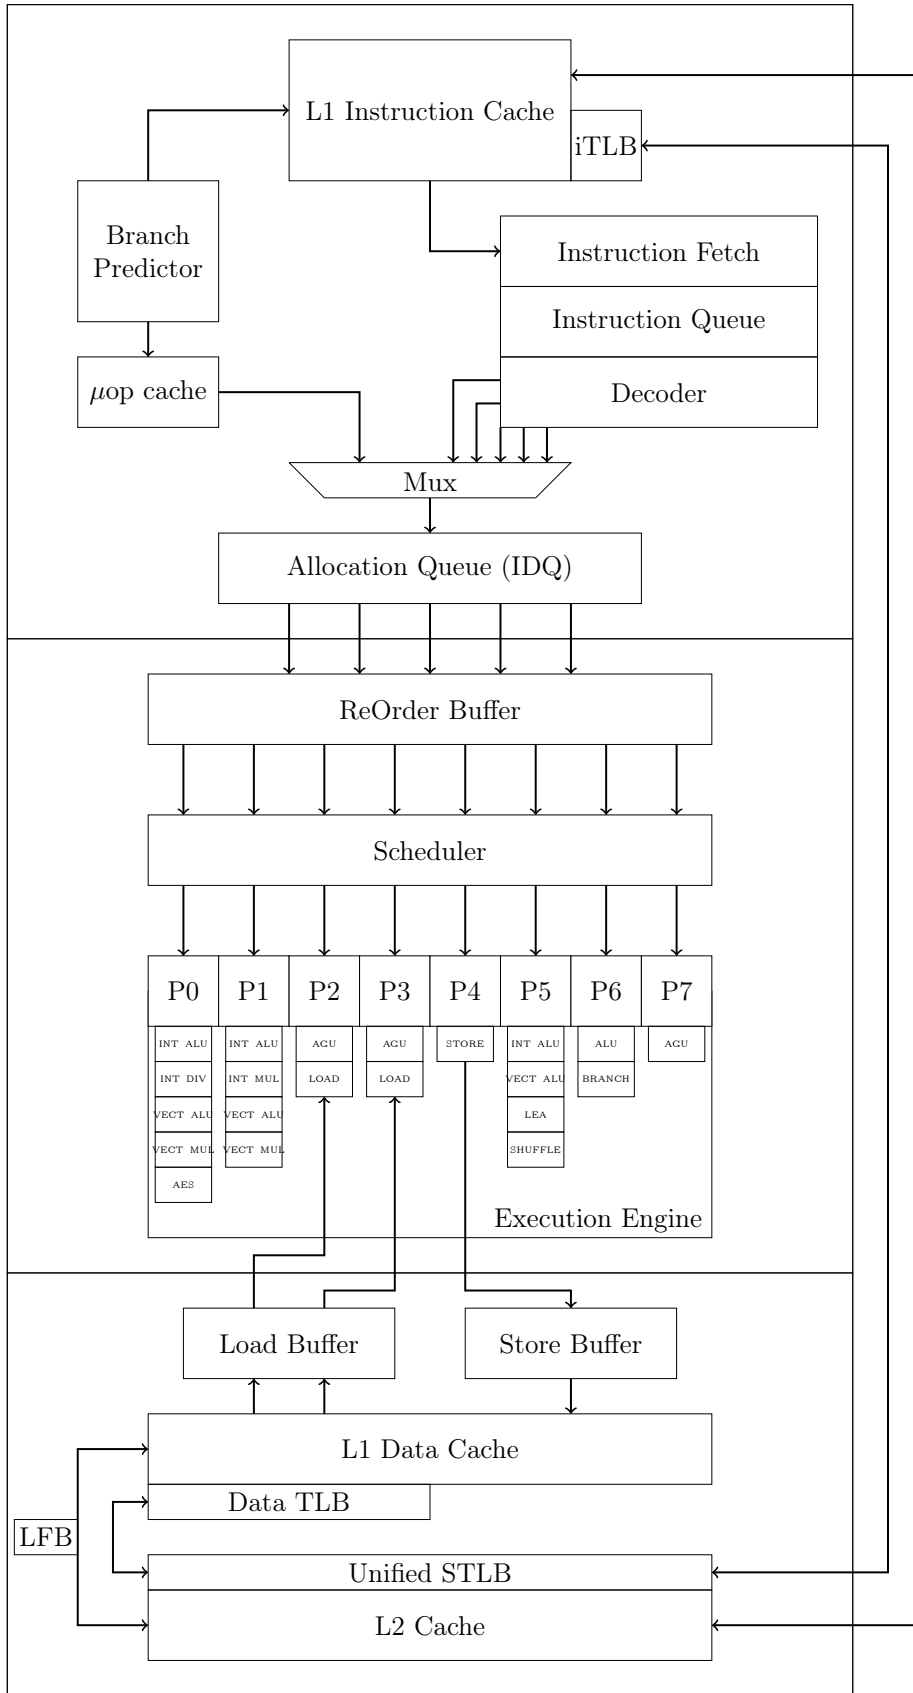 L1 Instruction Cache
iTLB
Branch
Predictor
Instruction Fetch
Instruction Queue
μop cache
Decoder
Mux
Allocation Queue (IDQ)
ReOrder Buffer
Scheduler
P0 P1 P2 P3 P4 P5 P6 P7
INT ALU INT ALU AGU AGU STORE INT ALU ALU AGU
INT DIV INT MUL LOAD LOAD VECT ALU BRANCH
VECT ALU VECT ALU LEA
VECT MUL VECT MUL SHUFFLE
AES
Execution Engine
Load Buffer Store Buffer
L1 Data Cache
Data TLB
LFB
Unified STLB
L2 Cache